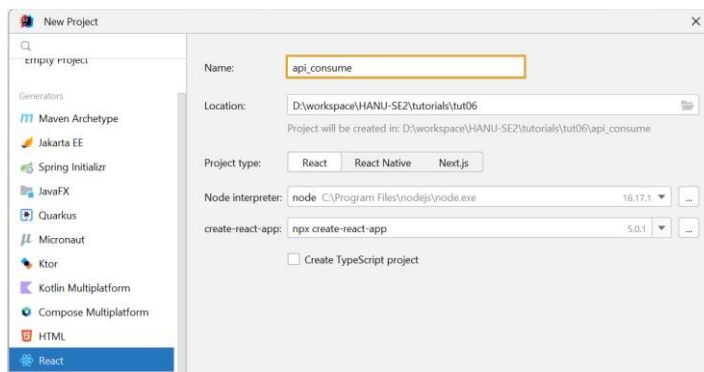 New Project
Empty Project
Generators
Maven Archetype
Jakarta EE
Spring Initializr
JavaFX
Quarkus
Micronaut
Ktor
Kotlin Multiplatform
Compose Multiplatform
HTML
React
Name: api_consume
Location: D:\workspace\HANU-SE2\tutorials\tut06
Project will be created in: D:\workspace\HANU-SE2\tutorials\tut06\api_consume
Project type: React React Native Next.js
Node interpreter: node C:\Program Files\nodejs\node.exe 16.17.1 ...
create-react-app: npx create-react-app 5.0.1 ...
Create TypeScript project